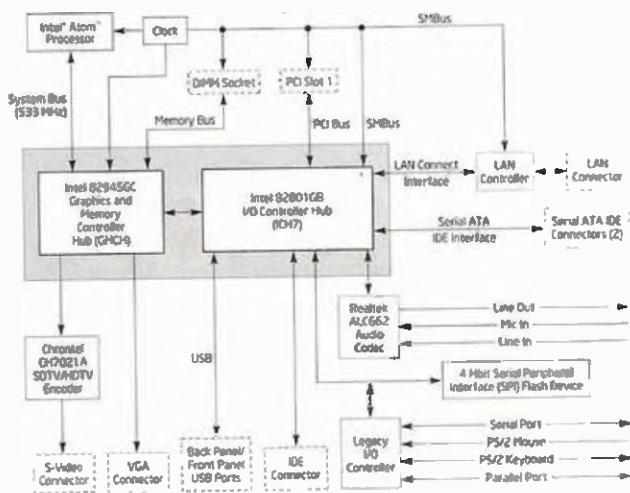 Intel® Atom™
Processor
Clock
SMBus
DIMM Socket
PCI Slot 1
System Bus
(533 MHz)
Memory Bus
PCI Bus
SMBus
Intel 82945GC
Graphics and
Memory
Controller
Hub (GMCH)
Intel 82801GB
I/O Controller Hub
(ICH7)
LAN Connect
Interface
LAN
Controller
LAN
Connector
Serial ATA
IDE Interface
Serial ATA IDE
Connectors (2)
Realtek
ALC662
Audio
Codec
Line Out
Mic In
Line In
Chrontel
CH7021A
SDTV/HDTV
Encoder
USB
4 Mbit Serial Peripheral
Interface (SPI) Flash Device
Legacy
I/O
Controller
Serial Port
PS/2 Mouse
PS/2 Keyboard
Parallel Port
S-Video
Connector
VGA
Connector
Back Panel/
Front Panel
USB Ports
IDE
Connector